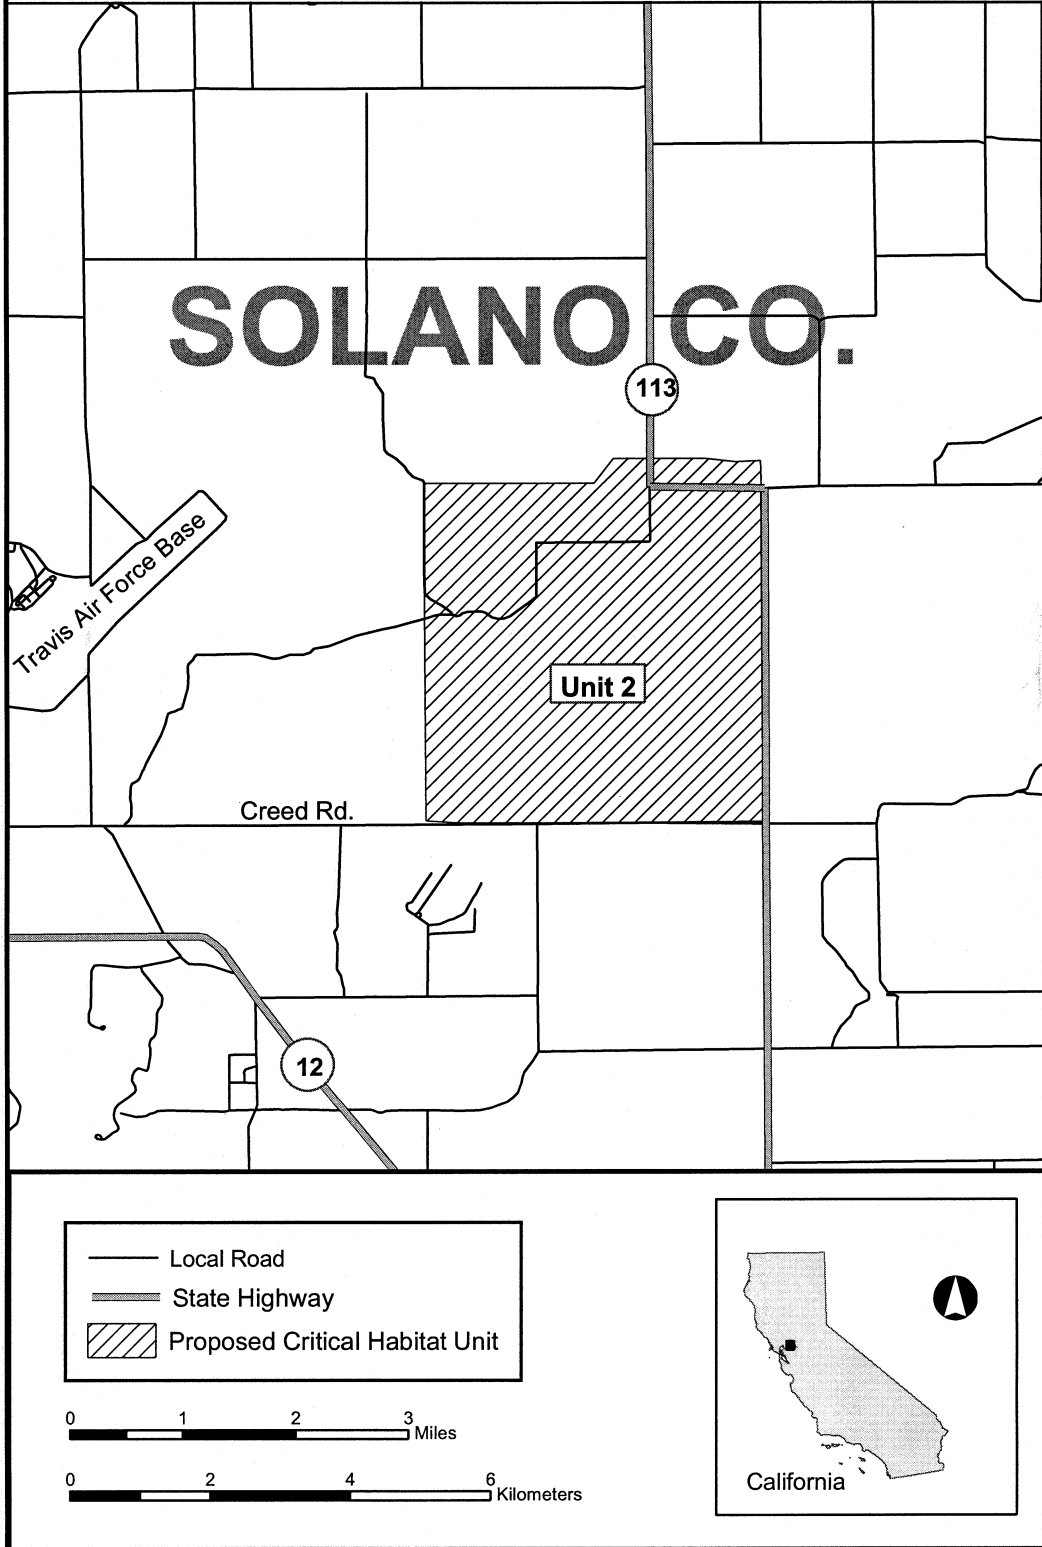 SOLANO CO.
113
Travis Air Force Base
Unit 2
Creed Rd.
12
Local Road
State Highway
Proposed Critical Habitat Unit
0 1 2 3
Miles
0 2 4 6
Kilometers
California